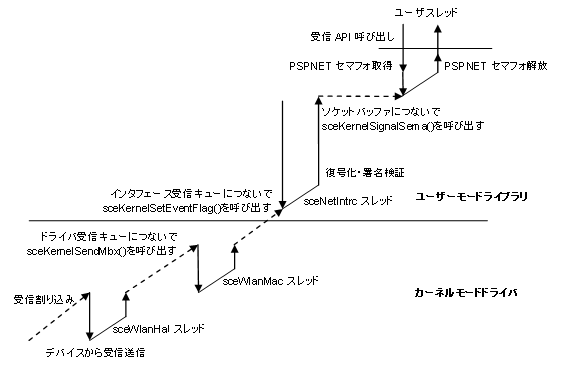 ユーザスレッド
受信 API 呼び出し
PSPNET セマフォ取得
PSPNET セマフォ解放
ソケットバッファにつないで
sceKernelSignalSema()を呼び出す
復号化・署名検証
インタフェース受信キューにつないで
sceKernelSetEventFlag()を呼び出す
sceNetIntrc スレッド
ユーザーモードライブラリ
ドライバ受信キューにつないで
sceKernelSendMbx()を呼び出す
sceWlanMac スレッド
カーネルモードドライバ
受信割り込み
sceWlanHal スレッド
デバイスから受信送信